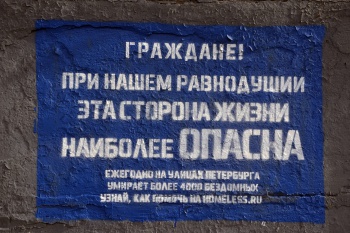 ГРАЖДАНЕ!
ПРИ НАШЕМ РАВНОДУШИИ
ЭТА СТОРОНА ЖИЗНИ
НАИБОЛЕЕ ОПАСНА
ЕЖЕГОДНО НА УЛИЦАХ ПЕТЕРБУРГА
УМИРАЕТ БОЛЕЕ 4000 БЕЗДОМНЫХ
УЗНАЙ, КАК ПОМОЧЬ НА HOMELESS.RU